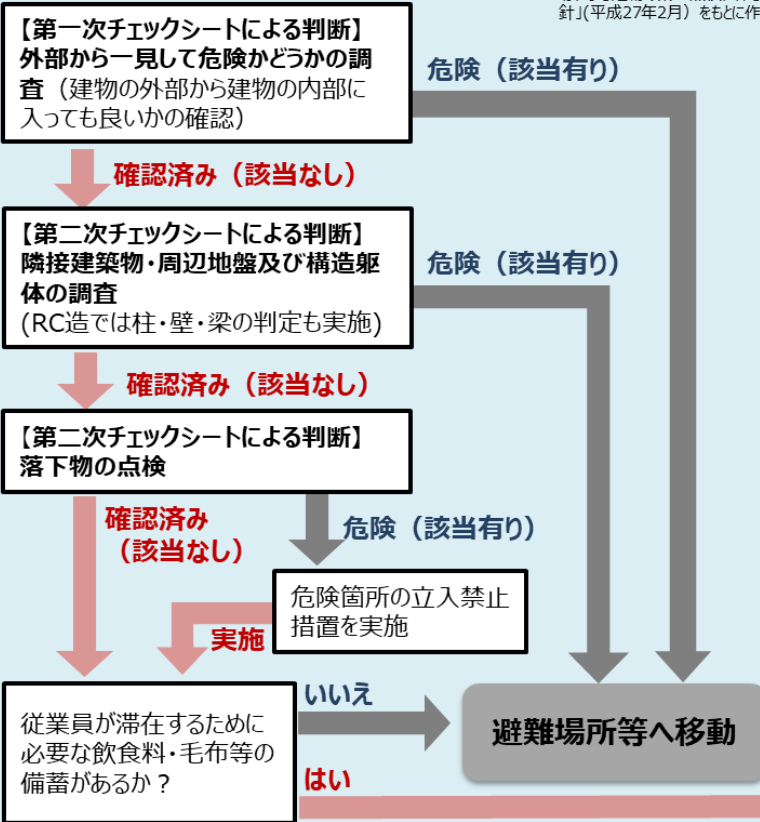 針」(平成27年2月)をもとに作
【第一次チェックシートによる判断】
外部から一見して危険かどうかの調
査（建物の外部から建物の内部に
入っても良いかの確認）
危険（該当有り）
確認済み（該当なし）
【第二次チェックシートによる判断】
隣接建築物・周辺地盤及び構造躯
体の調査
(RC造では柱・壁・梁の判定も実施)
危険（該当有り）
確認済み（該当なし）
【第二次チェックシートによる判断】
落下物の点検
確認済み
（該当なし）
危険（該当有り）
危険箇所の立入禁止
措置を実施
実施
従業員が滞在するために
必要な飲食料・毛布等の
備蓄があるか？
いいえ
避難場所等へ移動
はい